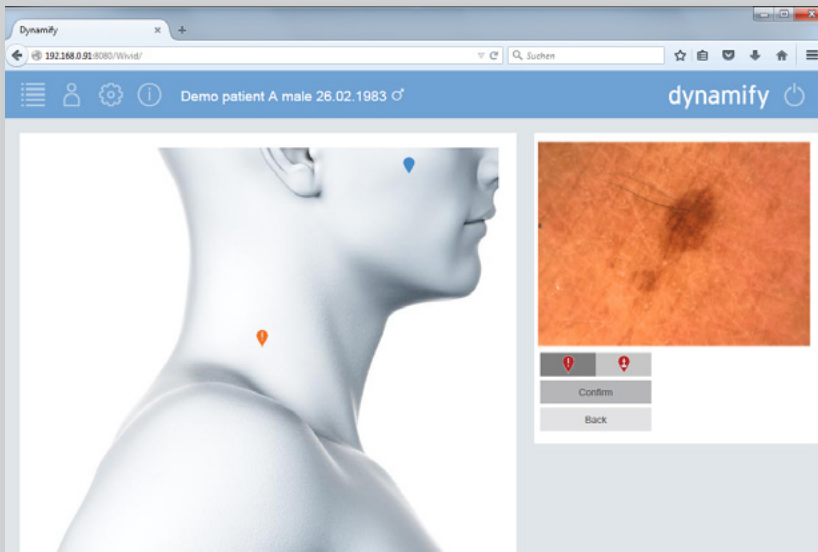 Dynamify
192.168.0.91:8080/Wivid/
Suchen
Demo patient A male 26.02.1983
dynamify
Confirm
Back